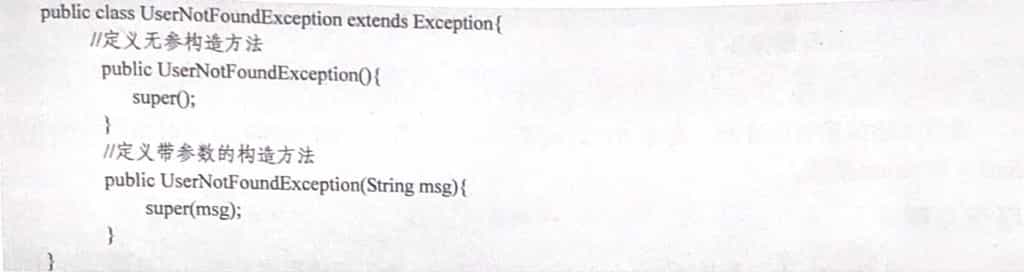 public class UserNotFoundException extends Exception{
//定义无参构造方法
public UserNotFoundException(){
super();
}
//定义带参数的构造方法
public UserNotFoundException(String msg){
super(msg);
}
}